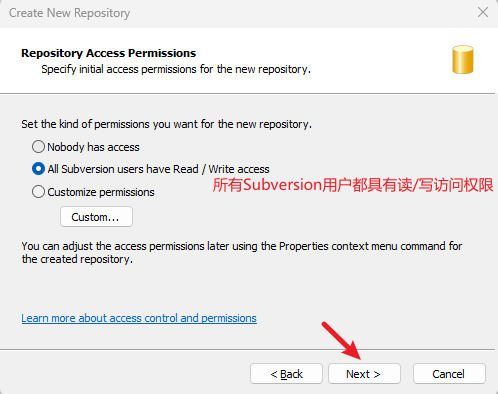 Create New Repository
Repository Access Permissions
Specify initial access permissions for the new repository.
Set the kind of permissions you want for the new repository.
Nobody has access
All Subversion users have Read / Write access
所有Subversion用户都具有读/写访问权限
Customize permissions
Custom...
You can adjust the access permissions later using the Properties context menu command for
the created repository.
Learn more about access control and permissions
< Back
Next >
Cancel